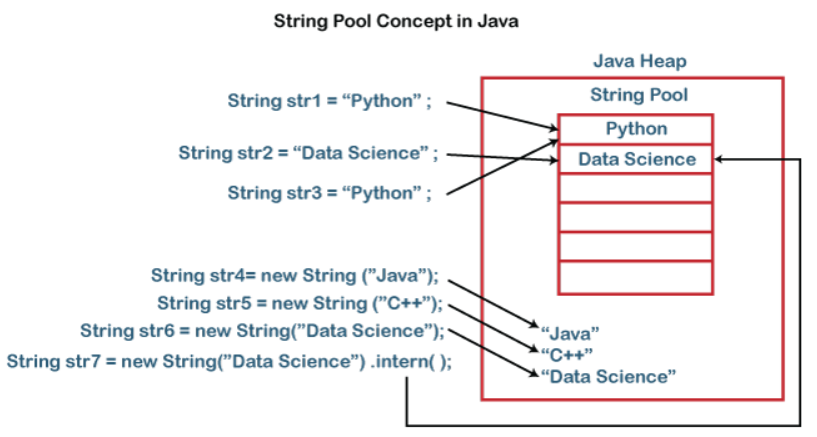 String Pool Concept in Java
Java Heap
String Pool
String str1 = “Python” ;
Python
String str2 = “Data Science” ;
Data Science
String str3 = “Python” ;
String str4= new String (”Java”);
String str5 = new String (”C++”);
String str6 = new String(”Data Science”);
String str7 = new String(”Data Science”) .intern( );
“Java”
“C++”
“Data Science”